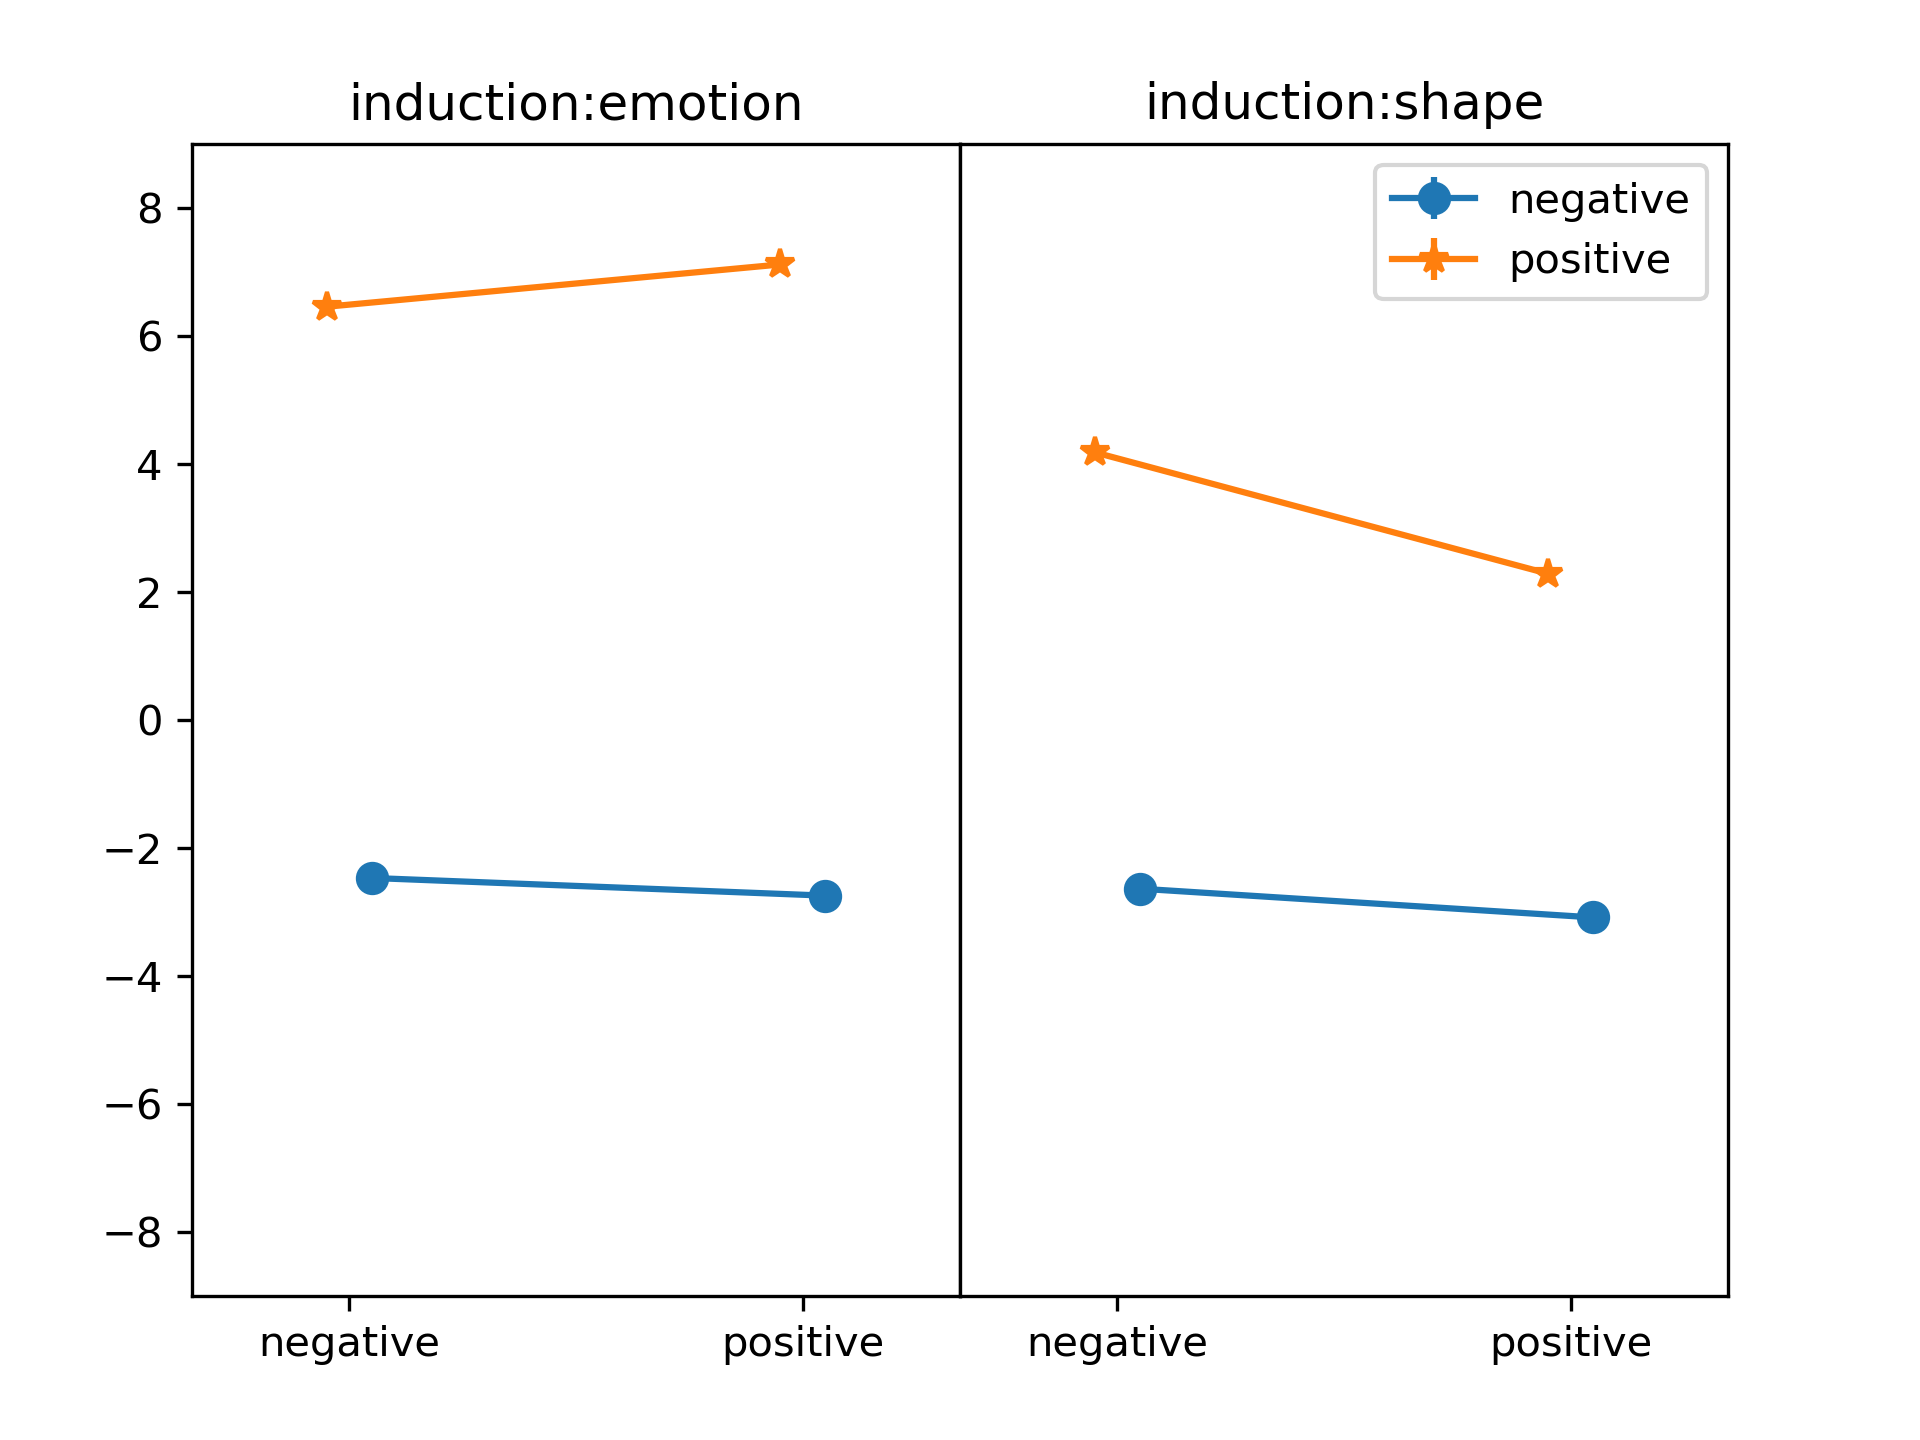 induction:emotion
induction:shape
negative
positive
8
6
4
2
0
−2
−4
−6
−8
negative
positive
negative
positive